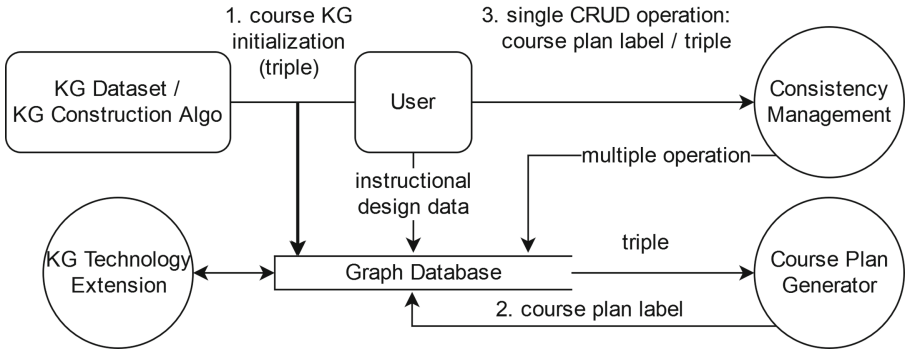 1. course KG
initialization
(triple)
3. single CRUD operation:
course plan label / triple
KG Dataset /
KG Construction Algo
User
Consistency
Management
multiple operation
instructional
design data
KG Technology
Extension
Graph Database
triple
Course Plan
Generator
2. course plan label